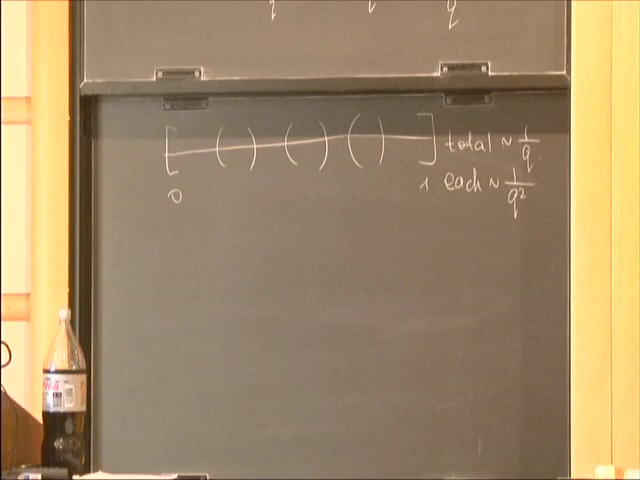 q q q
[ ( ) ( ) ( ) ] total ~ 1/q
0 1 each ~ 1/q²